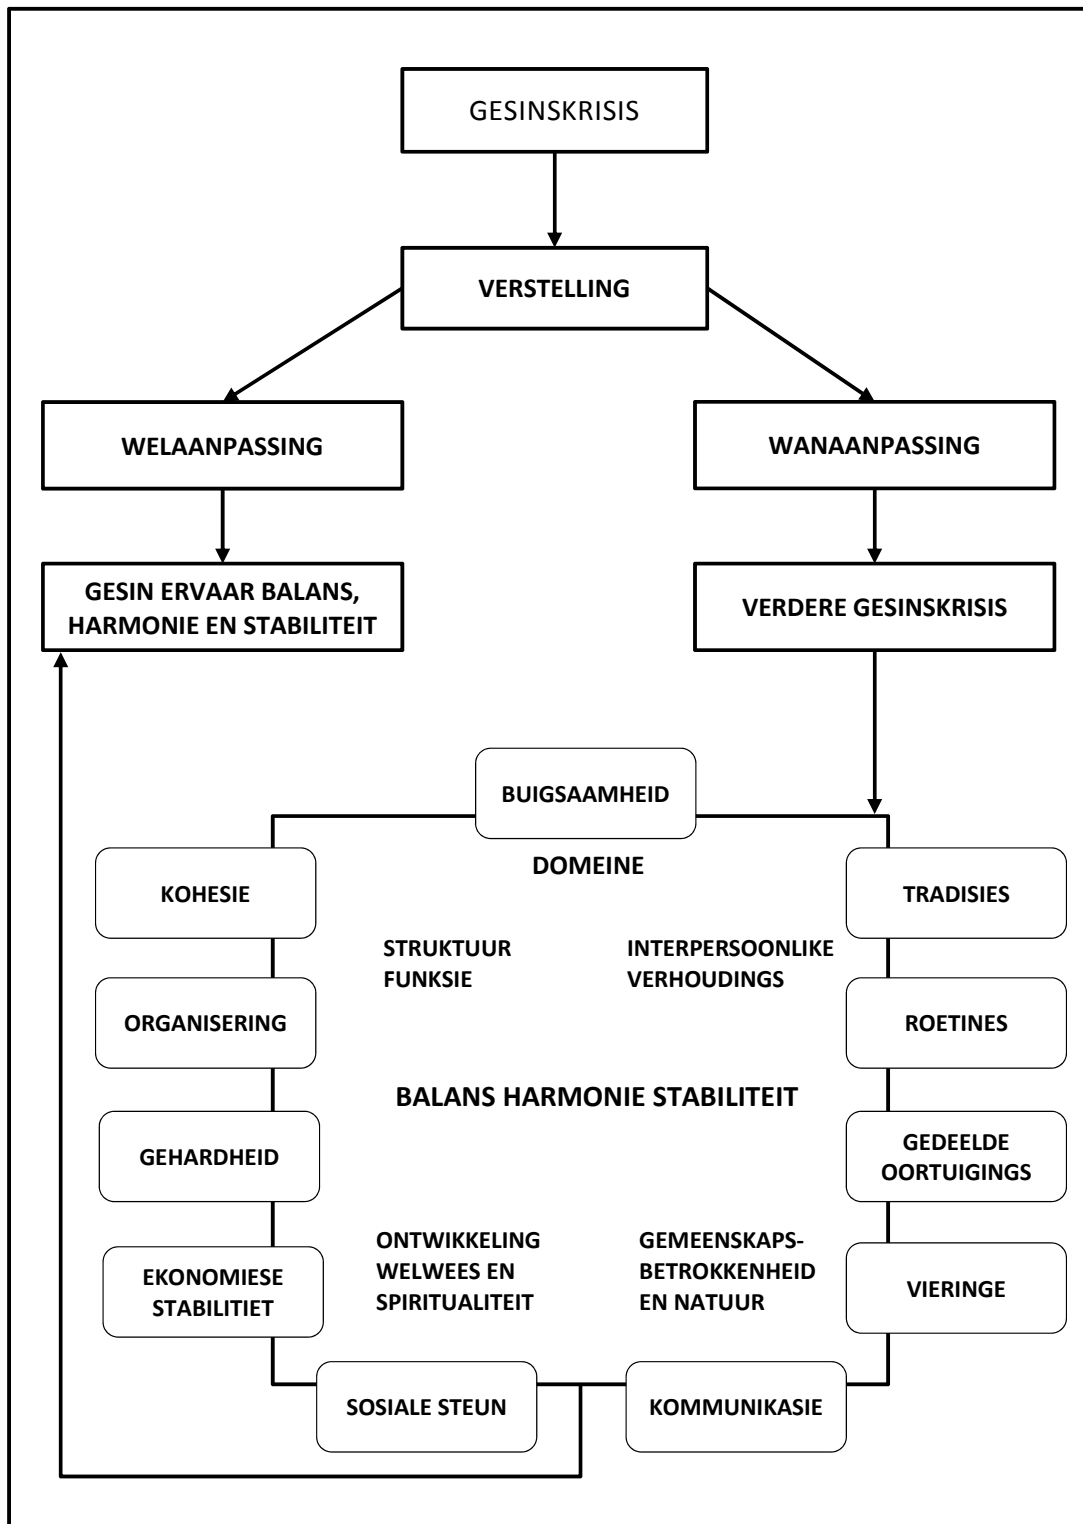 GESINSKRISIS
VERSTELLING
WELAANPASSING
WANAANPASSING
GESIN ERVAAR BALANS,
HARMONIE EN STABILITEIT
VERDERE GESINSKRISIS
BUIGSAAMHEID
DOMEINE
KOHESIE
TRADISIES
STRUKTUUR
FUNKSIE
INTERPERSOONLIKE
VERHOUDINGS
ORGANISERING
ROETINES
BALANS HARMONIE STABILITEIT
GEHARDHEID
GEDEELDE
OORTUIGINGS
ONTWIKKELING
WELWEES EN
SPIRITUALITEIT
GEMEENSKAPS-
BETROKKENHEID
EN NATUUR
EKONOMIESE
STABILITIET
VIERINGE
SOSIALE STEUN
KOMMUNIKASIE